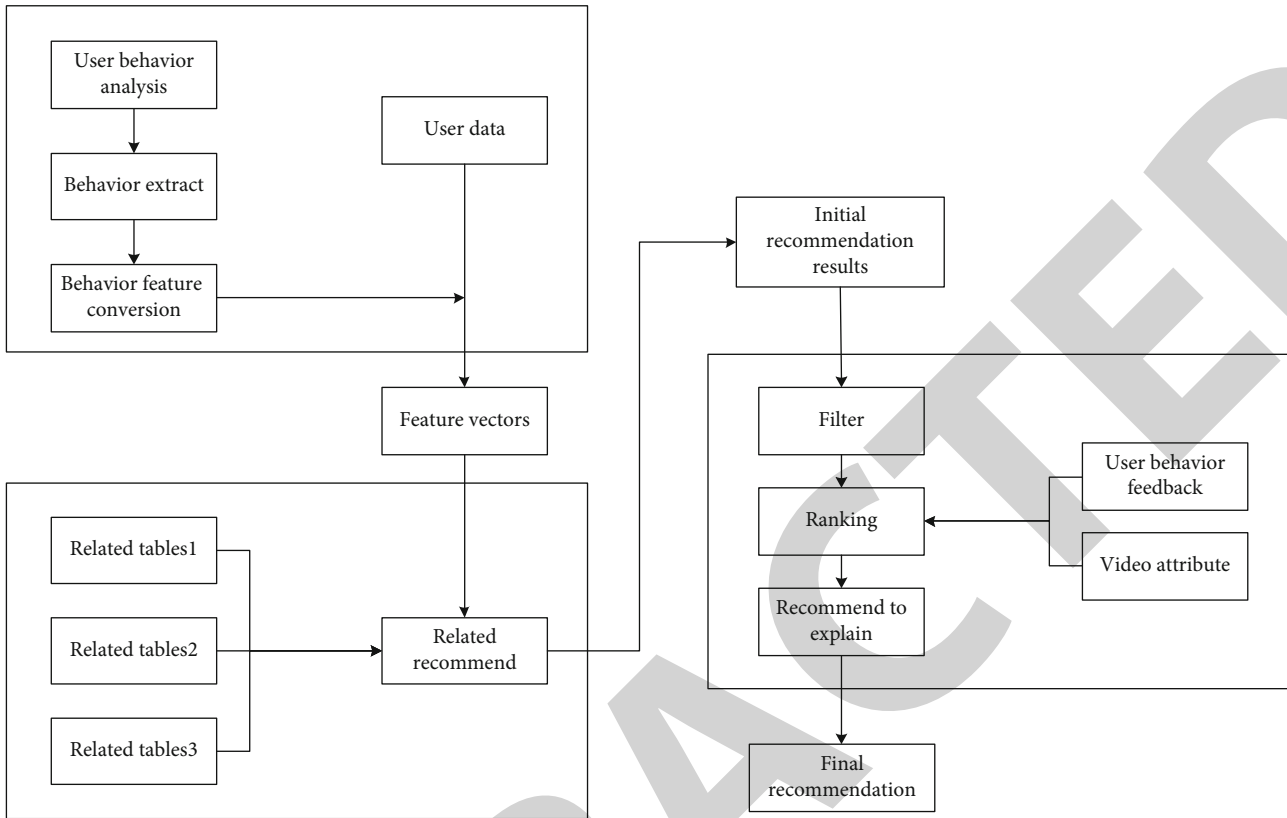 User behavior
analysis
User data
Behavior extract
Behavior feature
conversion
Feature vectors
Related tables1
Related tables2
Related tables3
Related
recommend
Initial
recommendation
results
Filter
Ranking
User behavior
feedback
Video attribute
Recommend to
explain
Final
recommendation
ACTED